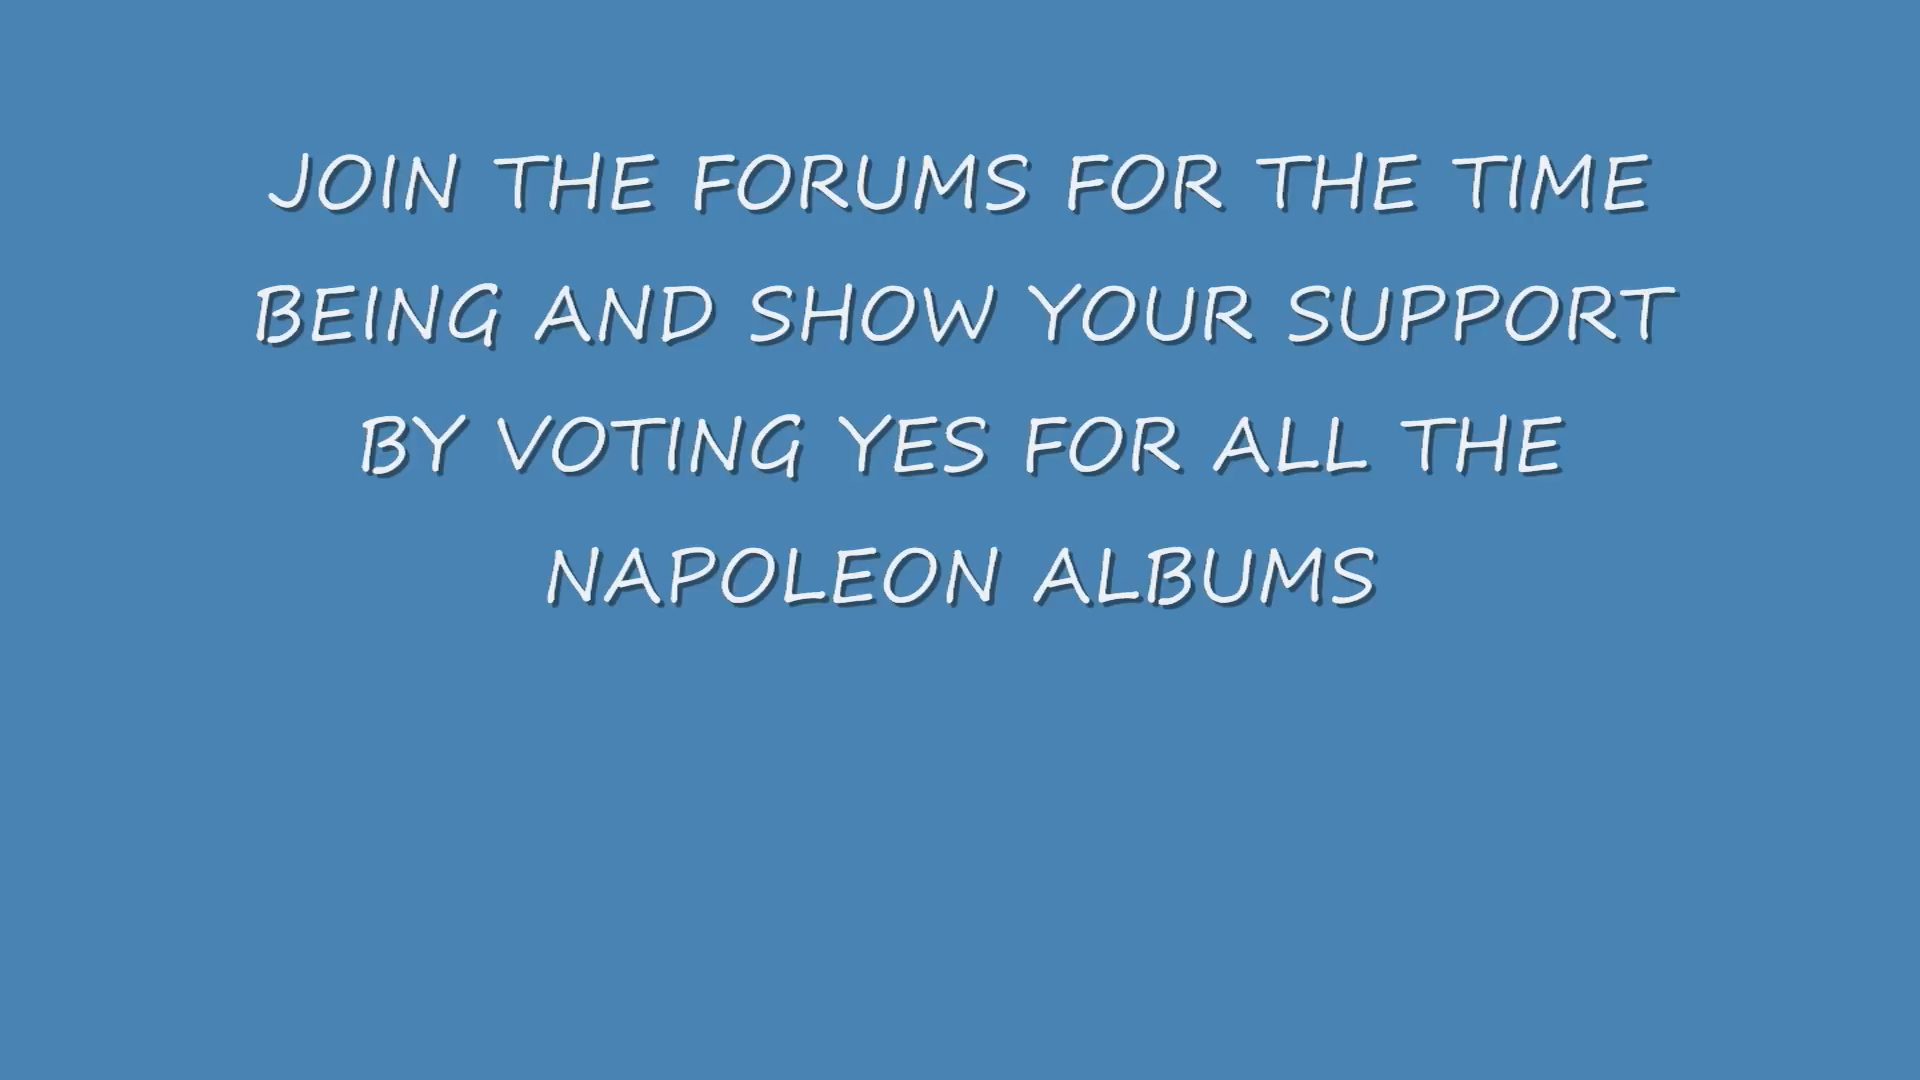 JOIN THE FORUMS FOR THE TIME
BEING AND SHOW YOUR SUPPORT
BY VOTING YES FOR ALL THE
NAPOLEON ALBUMS